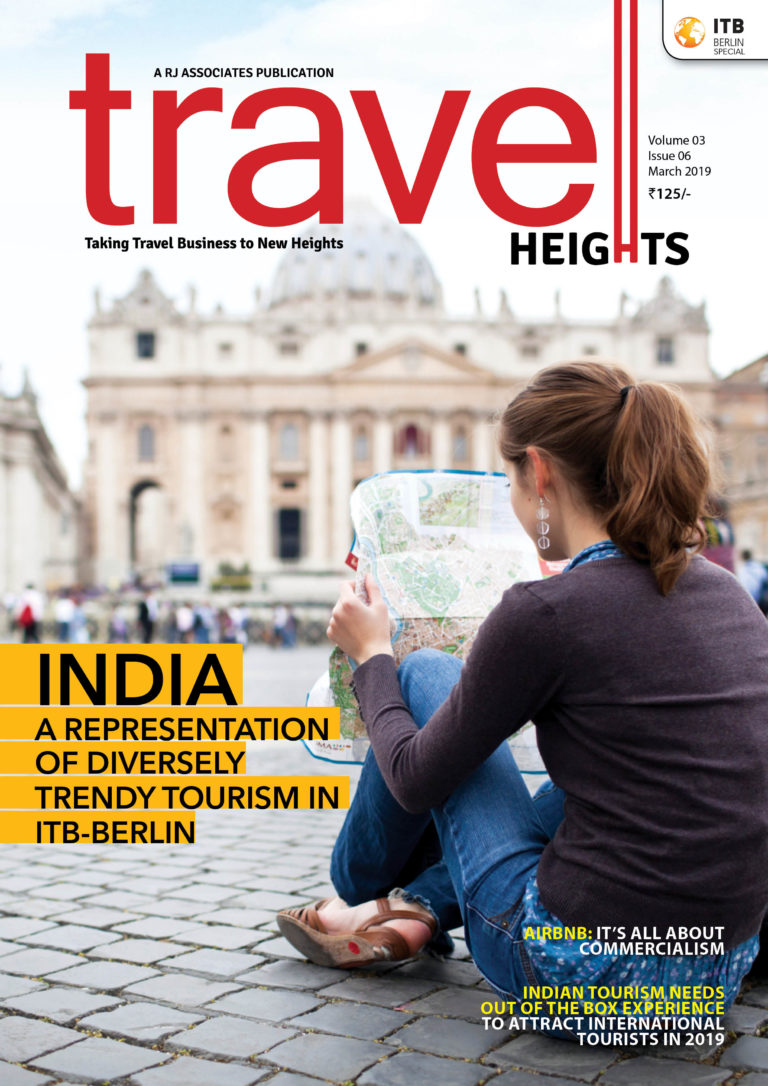 ITB
BERLIN
SPECIAL
A RJ ASSOCIATES PUBLICATION
travel
HEIGHTS
Taking Travel Business to New Heights
Volume 03
Issue 06
March 2019
₹125/-
INDIA
A REPRESENTATION
OF DIVERSELY
TRENDY TOURISM IN
ITB-BERLIN
AIRBNB: IT'S ALL ABOUT
COMMERCIALISM
INDIAN TOURISM NEEDS
OUT OF THE BOX EXPERIENCE
TO ATTRACT INTERNATIONAL
TOURISTS IN 2019